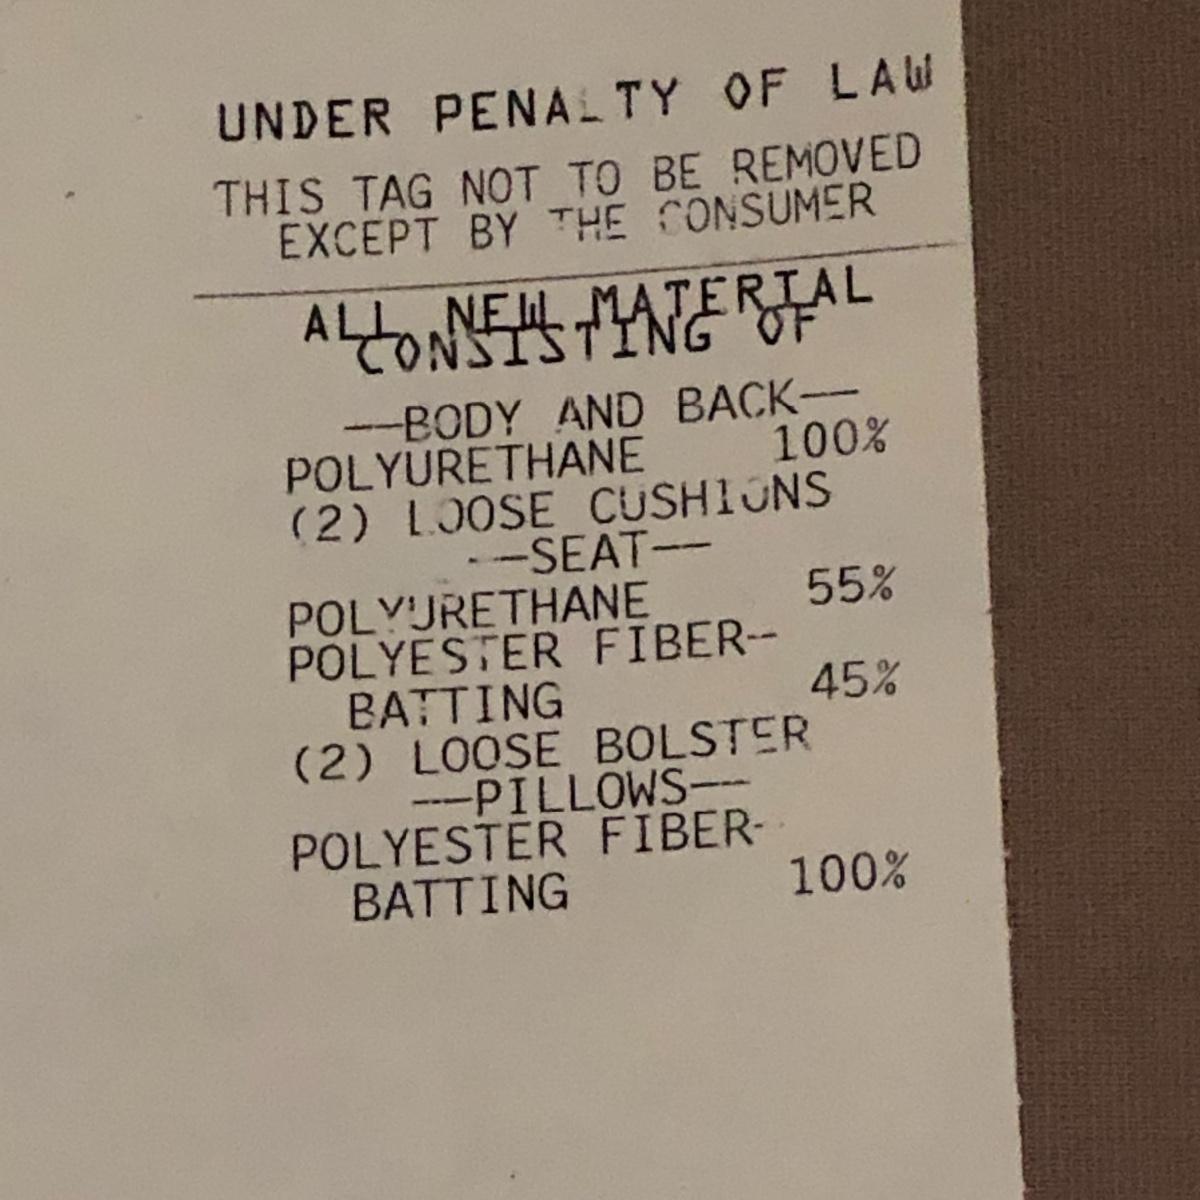 UNDER PENALTY OF LAW
THIS TAG NOT TO BE REMOVED
EXCEPT BY THE CONSUMER
ALL NEW MATERIAL
CONSISTING OF
—BODY AND BACK—
POLYURETHANE 100%
(2) LOOSE CUSHIONS
—SEAT—
POLYURETHANE 55%
POLYESTER FIBER-
BATTING 45%
(2) LOOSE BOLSTER
—PILLOWS—
POLYESTER FIBER-
BATTING 100%